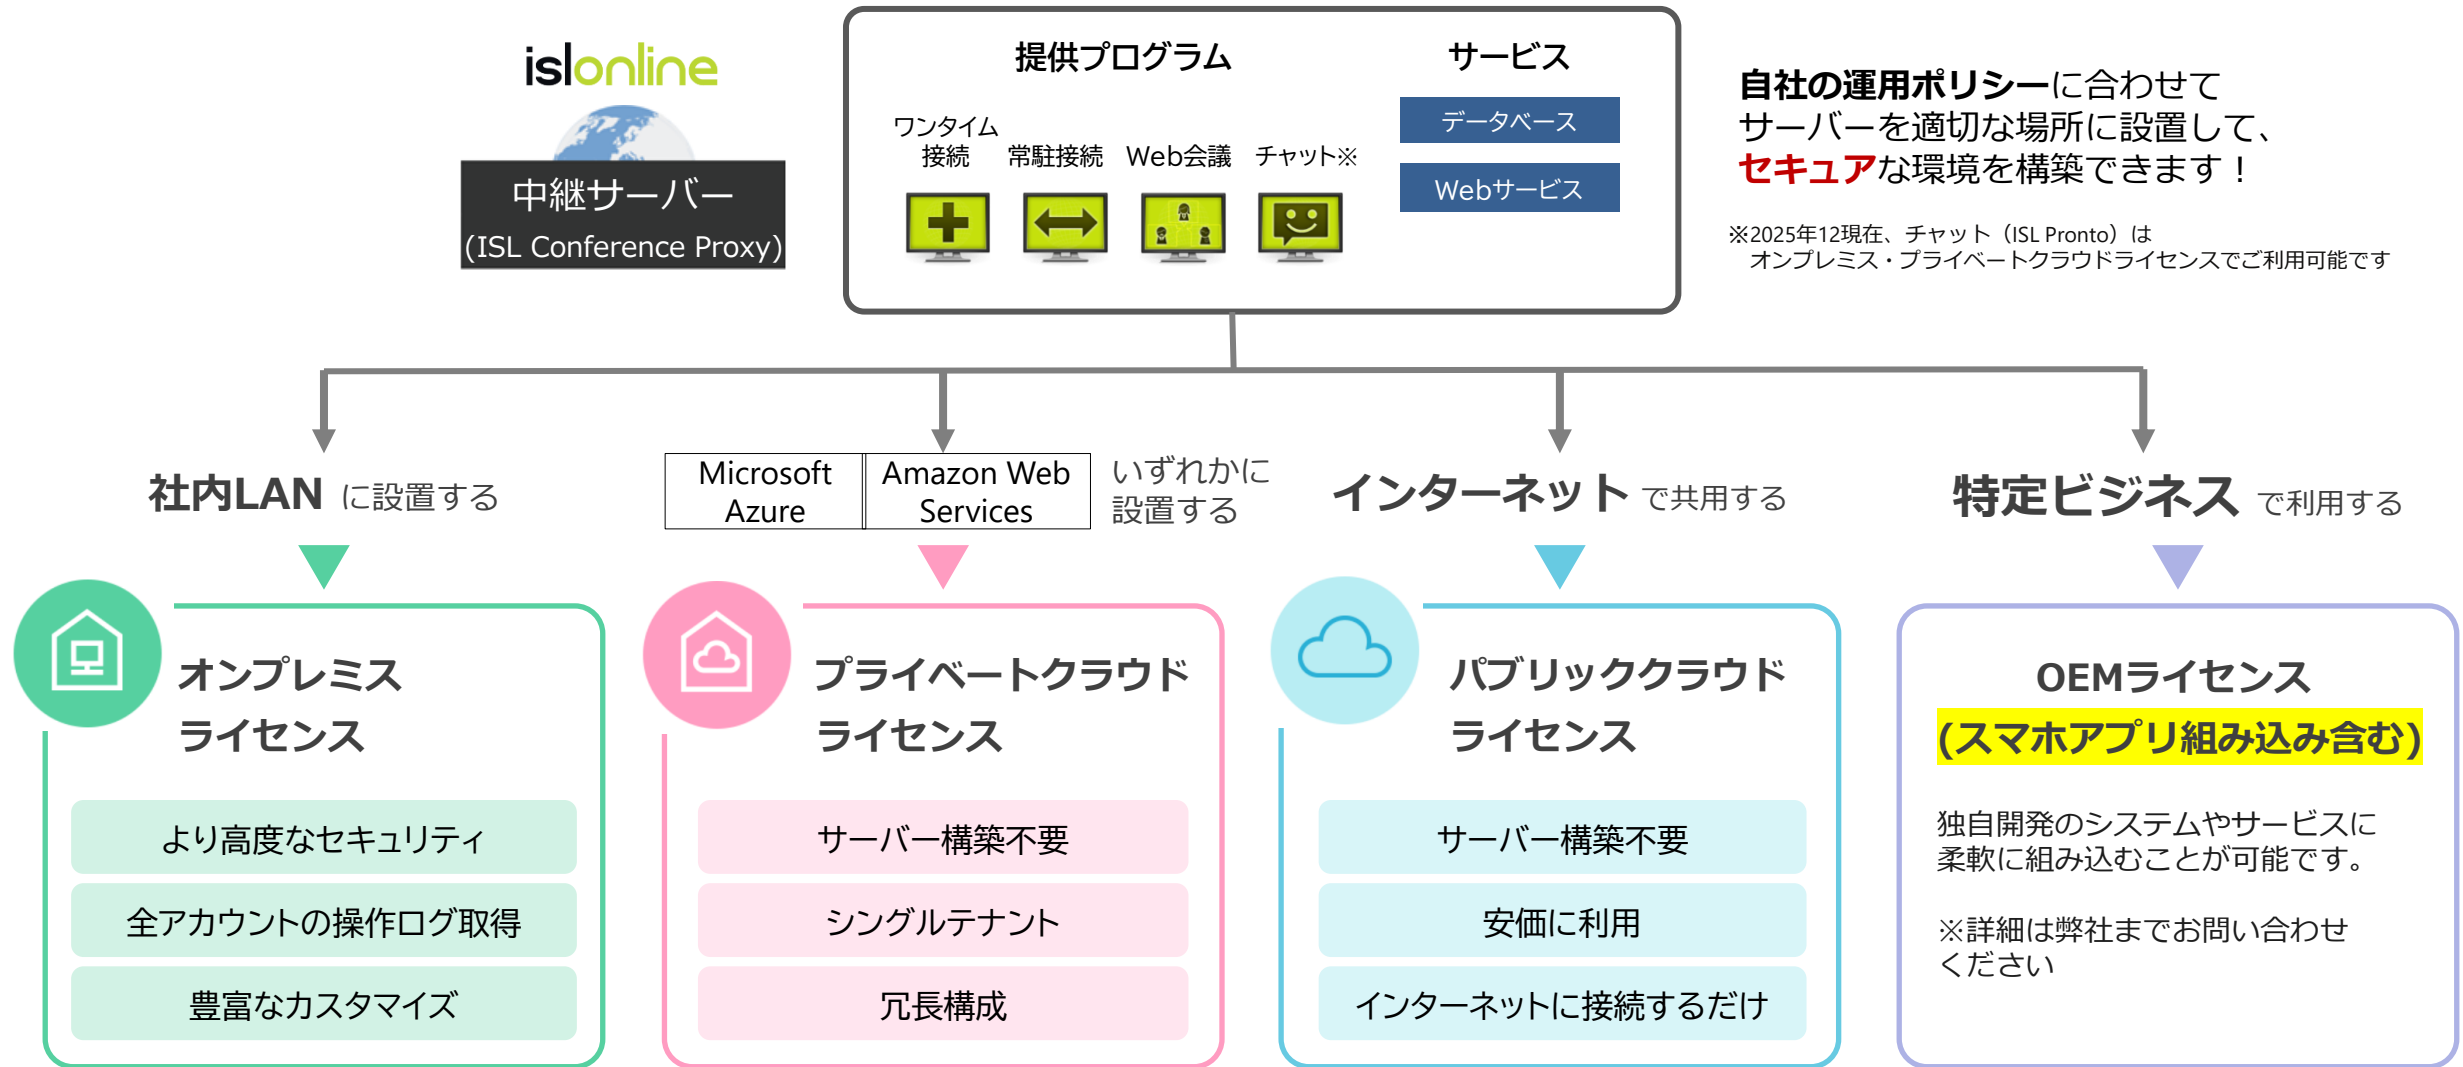 islonline
中継サーバー
(ISL Conference Proxy)
提供プログラム
ワンタイム
接続
常駐接続
Web会議
チャット※
サービス
データベース
Webサービス
自社の運用ポリシーに合わせて
サーバーを適切な場所に設置して、
セキュアな環境を構築できます！
※2025年12現在、チャット（ISL Pronto）は
オンプレミス・プライベートクラウドライセンスでご利用可能です
社内LAN に設置する
Microsoft
Azure
Amazon Web
Services
いずれかに
設置する
インターネット で共用する
特定ビジネス で利用する
オンプレミス
ライセンス
より高度なセキュリティ
全アカウントの操作ログ取得
豊富なカスタマイズ
プライベートクラウド
ライセンス
サーバー構築不要
シングルテナント
冗長構成
パブリッククラウド
ライセンス
サーバー構築不要
安価に利用
インターネットに接続するだけ
OEMライセンス
(スマホアプリ組み込み含む)
独自開発のシステムやサービスに
柔軟に組み込むことが可能です。
※詳細は弊社までお問い合わせ
ください